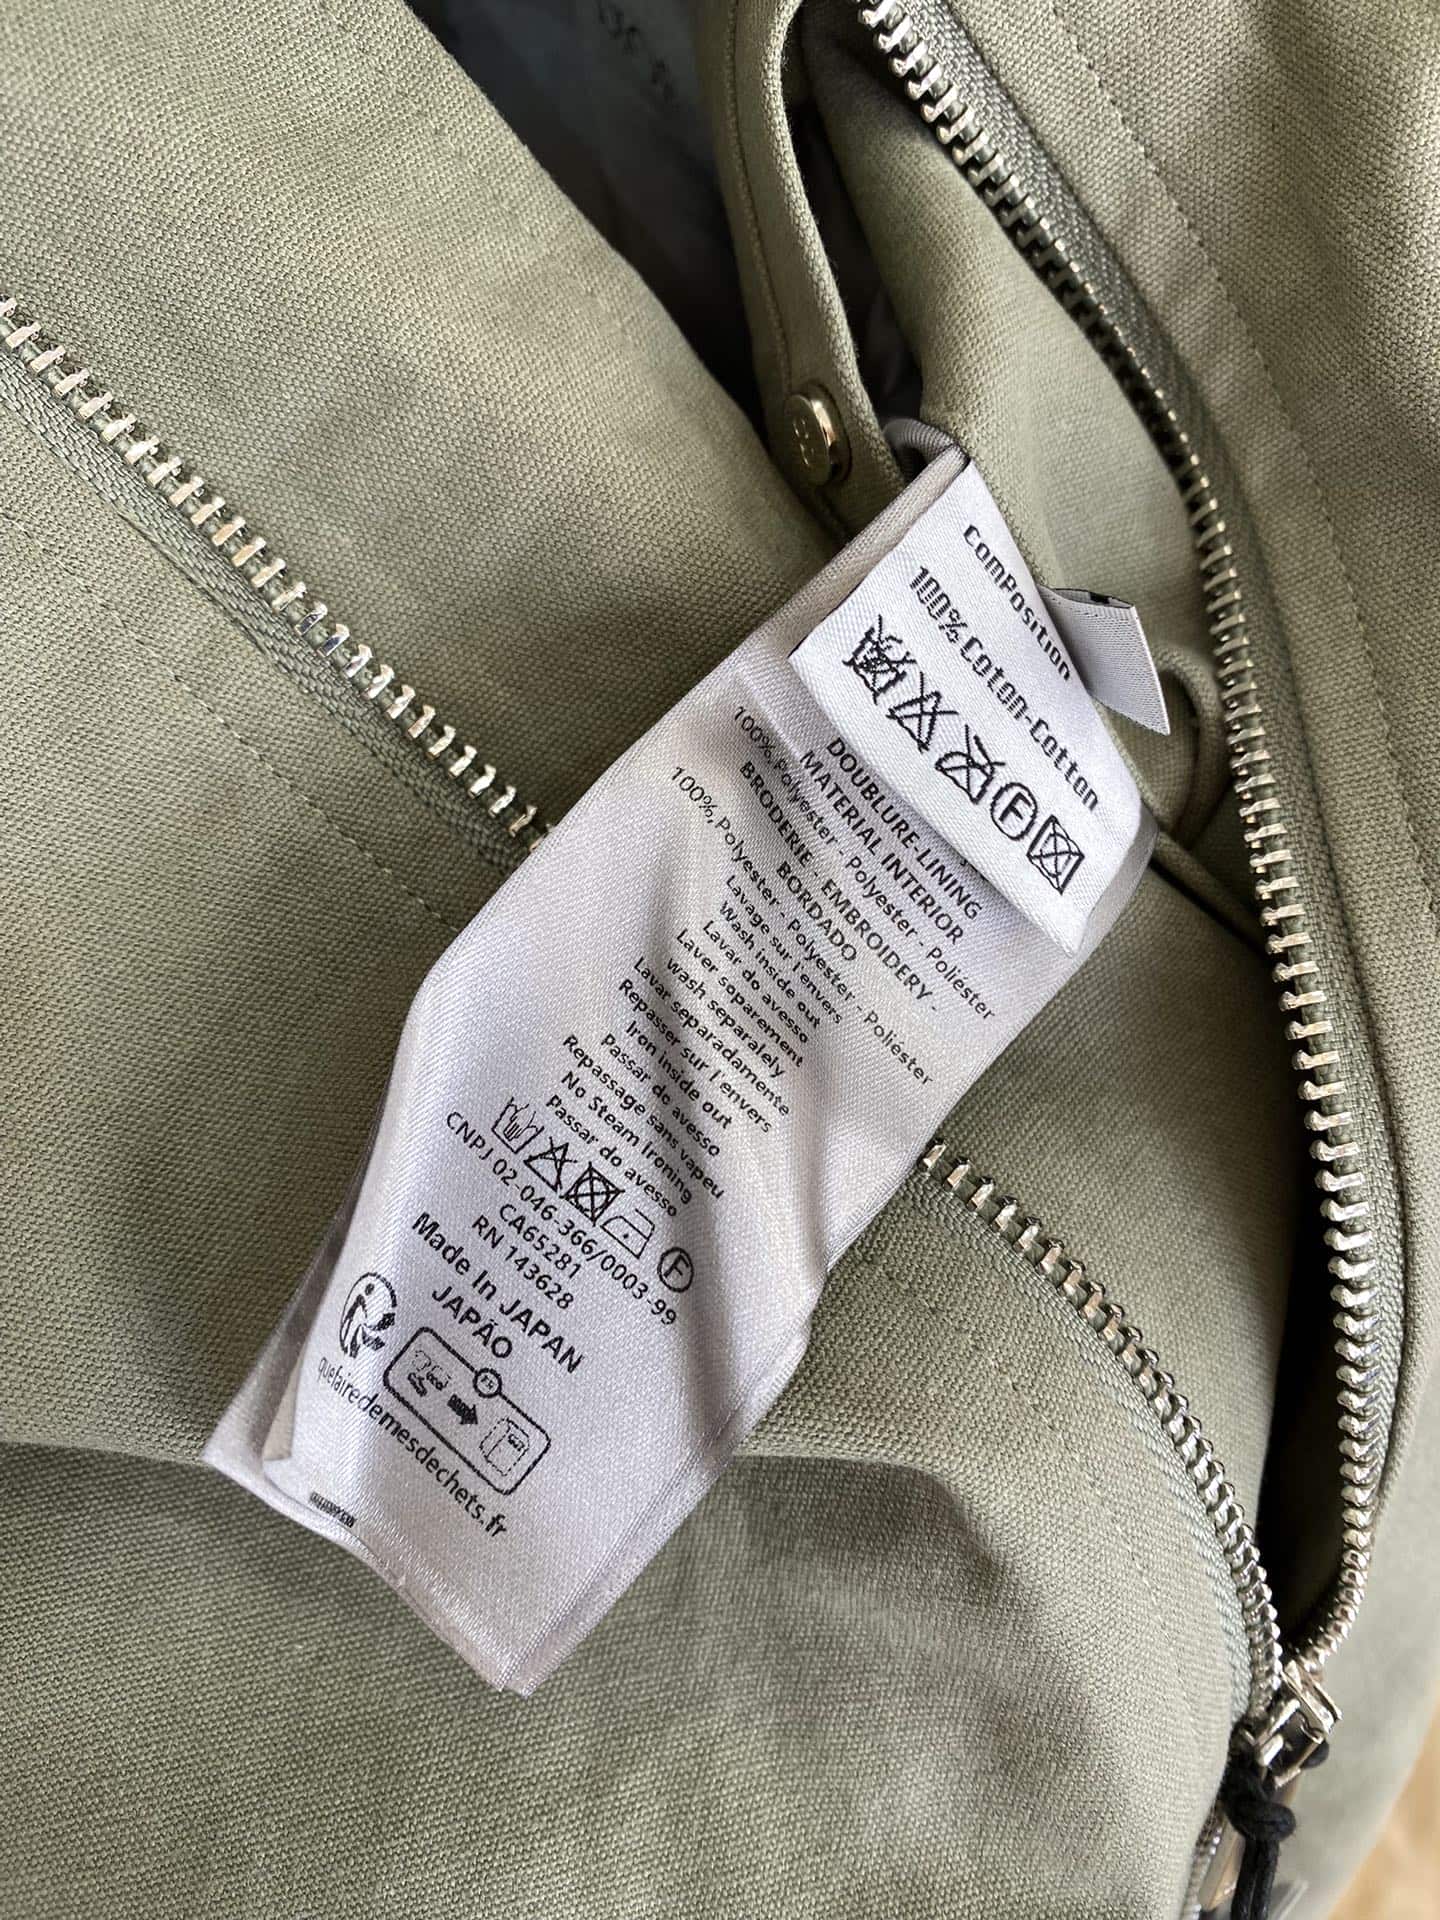 ComPosition
100% Coton-Cotton
F
DOUBLURE-LINING
MATERIAL INTERIOR
100% Polyester - Polyester - Poliéster
BRODERIE - EMBROIDERY -
BORDADO
100% Polyester - Polyester - Poliéster
Lavage sur l'envers
Wash inside out
Lavar do avesso
Laver soparement
wash separalely
Lavar separadamente
Repasser sur l'envers
Iron inside out
Passar do avesso
Repassage sans vapeu
No Steam Ironing
Passar do avesso
F
CNPJ 02-046-366/0003-99
CA65281
RN 143628
Made In JAPAN
JAPÃO
FR
quefairedemesdechets.fr